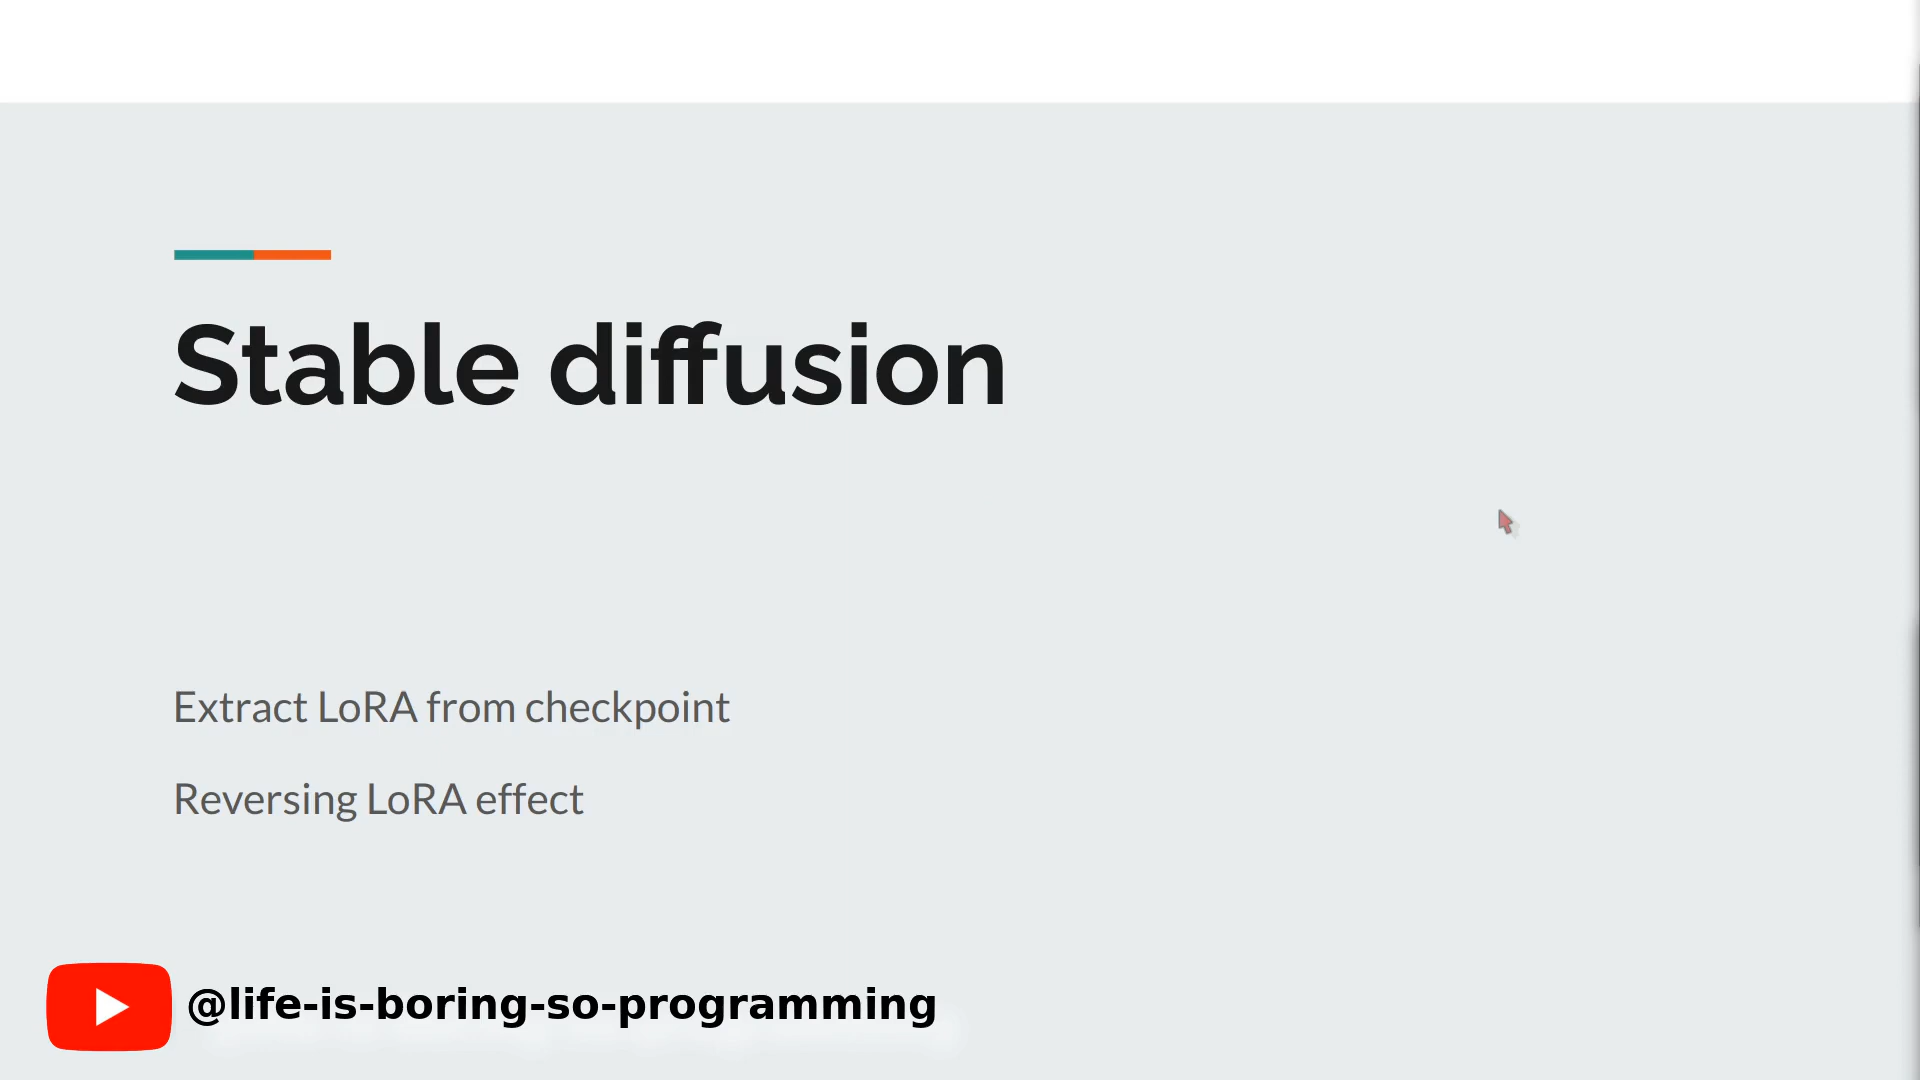 Stable diffusion
Extract LoRA from checkpoint
Reversing LoRA effect
@life-is-boring-so-programming